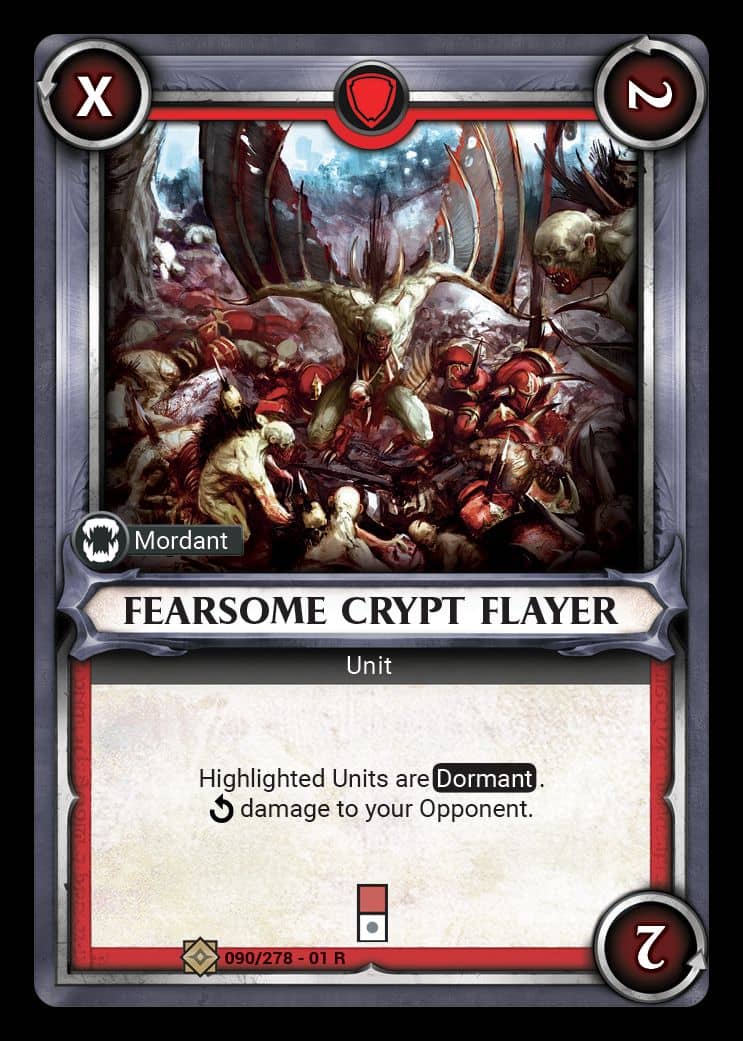 X
2
Mordant
FEARSOME CRYPT FLAYER
Unit
Highlighted Units are Dormant.
damage to your Opponent.
090/278 - 01 R
2